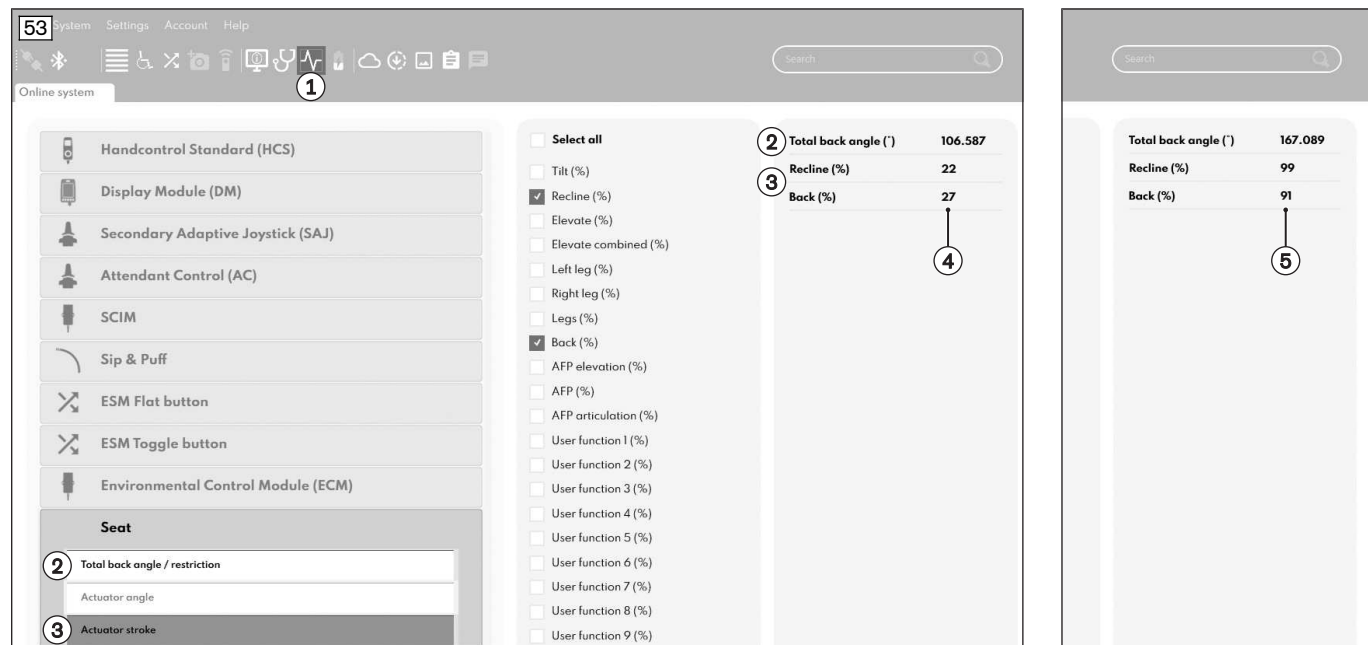 53
System Settings Account Help
Search
Search
1
Online system
Handcontrol Standard (HCS)
Display Module (DM)
Secondary Adaptive Joystick (SAJ)
Attendant Control (AC)
SCIM
Sip & Puff
ESM Flat button
ESM Toggle button
Environmental Control Module (ECM)
Seat
2 Total back angle / restriction
Actuator angle
3 Actuator stroke
Select all
Tilt (%)
Recline (%)
Elevate (%)
Elevate combined (%)
Left leg (%)
Right leg (%)
Legs (%)
Back (%)
AFP elevation (%)
AFP (%)
AFP articulation (%)
User function 1 (%)
User function 2 (%)
User function 3 (%)
User function 4 (%)
User function 5 (%)
User function 6 (%)
User function 7 (%)
User function 8 (%)
User function 9 (%)
2 Total back angle (°) 106.587
Recline (%) 22
3
Back (%) 27
4
Total back angle (°) 167.089
Recline (%) 99
Back (%) 91
5